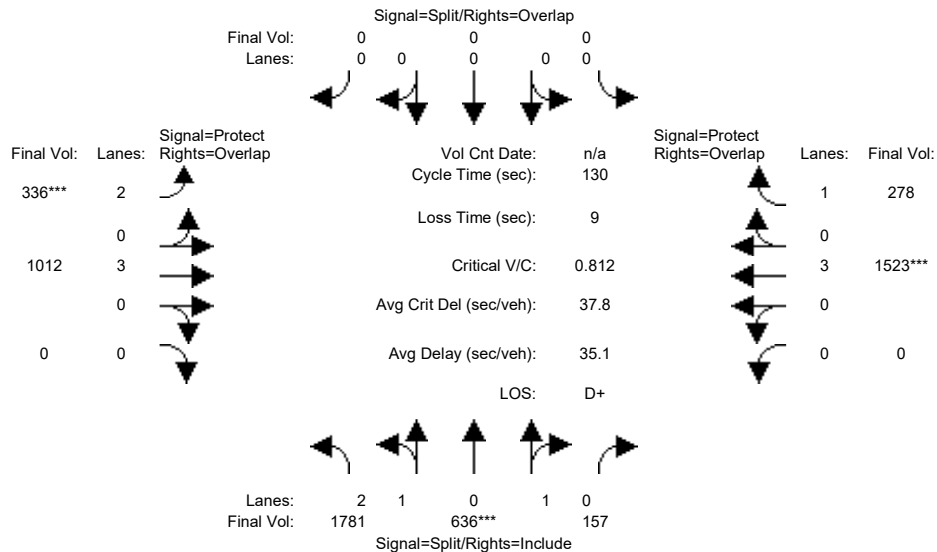 Signal=Split/Rights=Overlap
Final Vol: 0 0 0
Lanes: 0 0 0 0 0
Signal=Protect Signal=Protect
Final Vol: Lanes: Rights=Overlap Vol Cnt Date: n/a Rights=Overlap Lanes: Final Vol:
Cycle Time (sec): 130
336*** 2 1 278
Loss Time (sec): 9
0 0
1012 3 Critical V/C: 0.812 3 1523***
0 Avg Crit Del (sec/veh): 37.8 0
0 0 Avg Delay (sec/veh): 35.1 0 0
LOS: D+
Lanes: 2 1 0 1 0
Final Vol: 1781 636*** 157
Signal=Split/Rights=Include